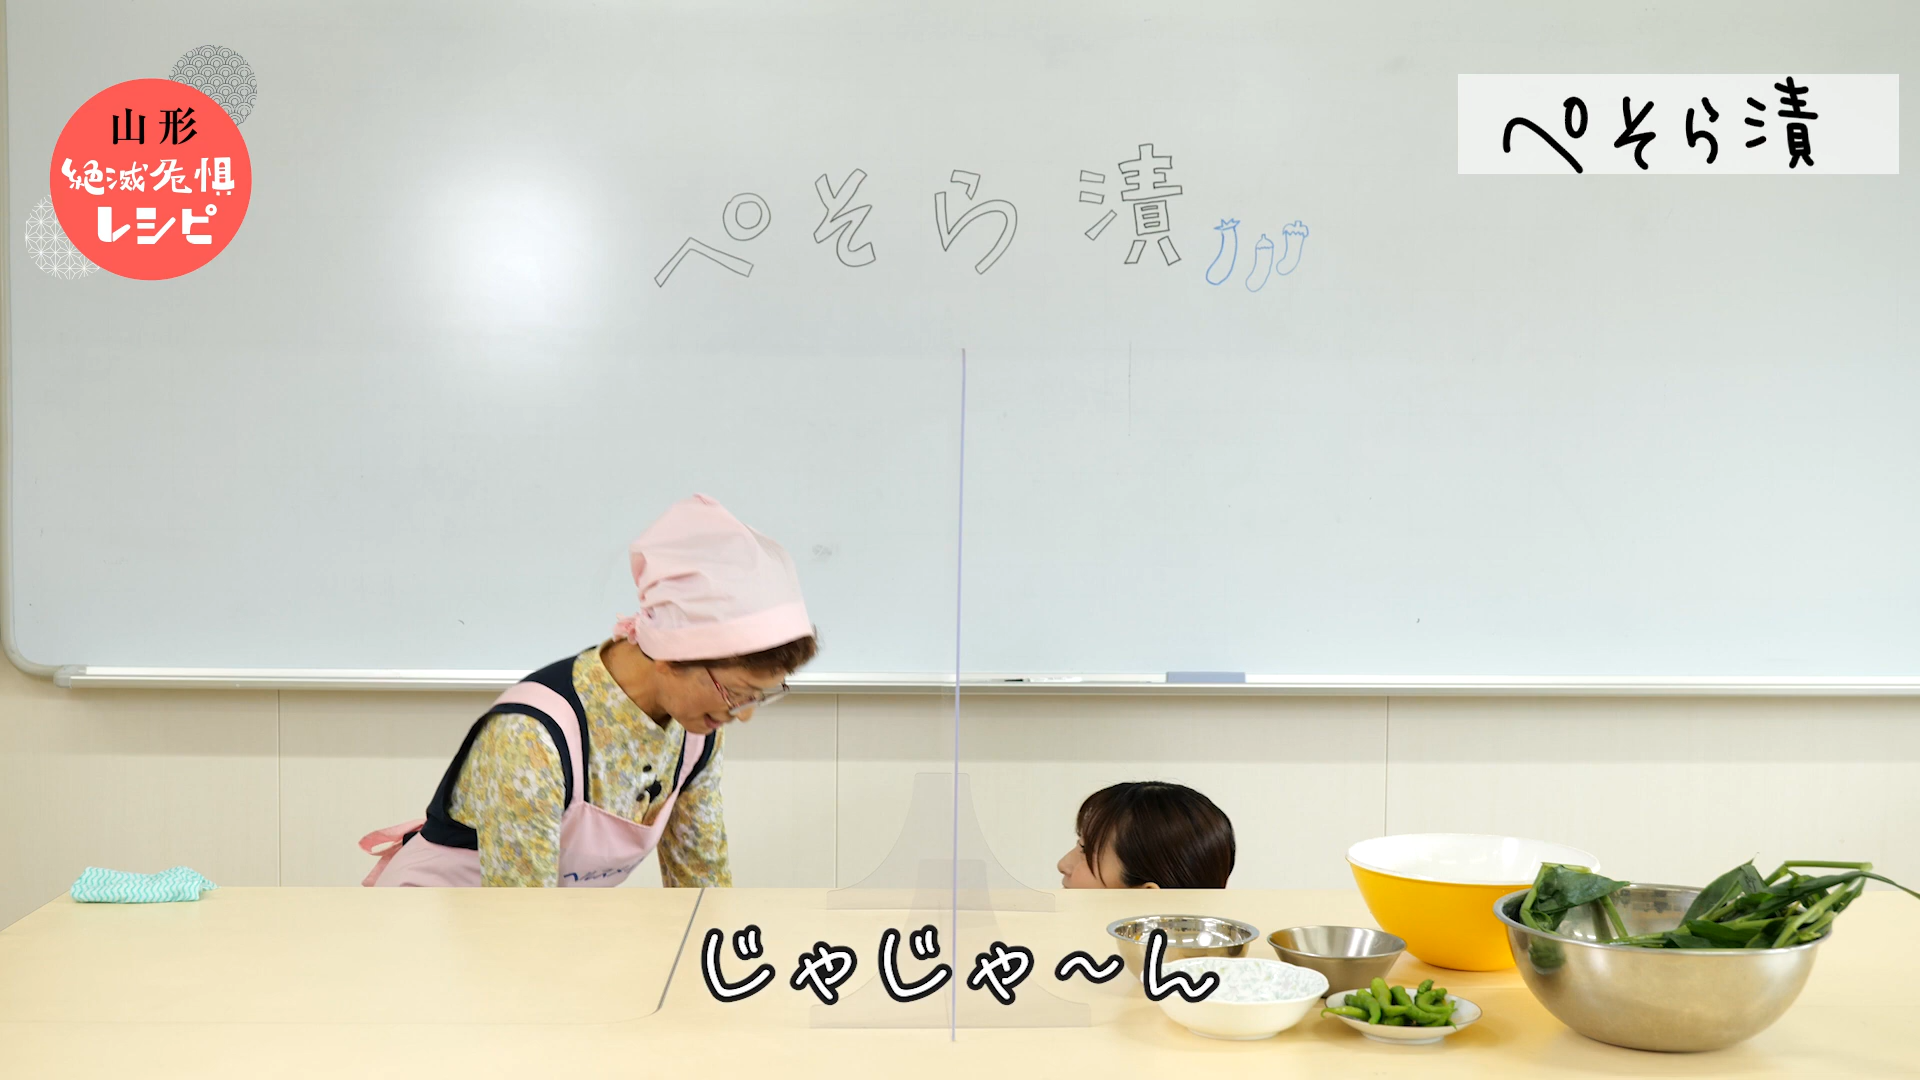 山形
絶滅危惧
レシピ
ぺそら漬
ぺそら漬
じゃじゃ～ん